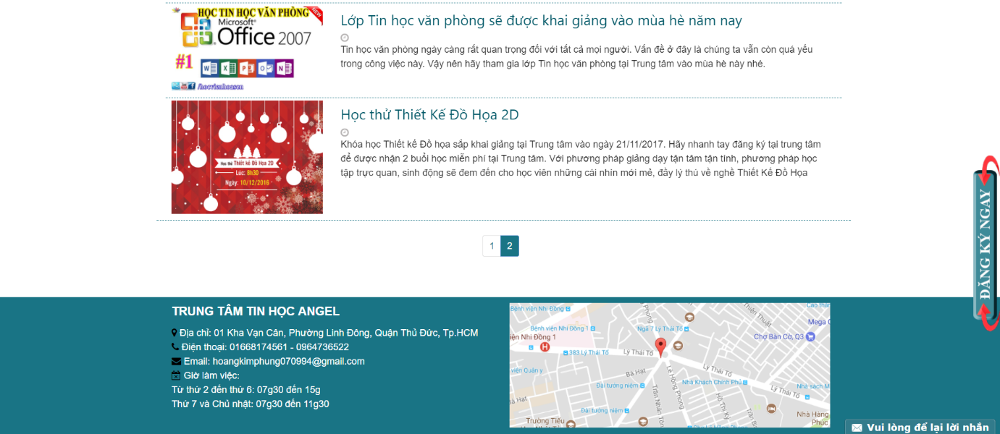 HỌC TIN HỌC VĂN PHÒNG
NEW
Microsoft®
Office 2007
#1
/hocvienhoasen
Lớp Tin học văn phòng sẽ được khai giảng vào mùa hè năm nay
Tin học văn phòng ngày càng rất quan trọng đối với tất cả mọi người. Vấn đề ở đây là chúng ta vẫn còn quá yếu
trong công việc này. Vậy nên hãy tham gia lớp Tin học văn phòng tại Trung tâm vào mùa hè này nhé.
Học thử Thiết kế Đồ Họa 2D
Lúc: 8h30
Ngày: 10/12/2016
Học thử Thiết Kế Đồ Họa 2D
Khóa học Thiết kế Đồ họa sắp khai giảng tại Trung tâm vào ngày 21/11/2017. Hãy nhanh tay đăng ký tại trung tâm
để được nhận 2 buổi học miễn phí tại Trung tâm. Với phương pháp giảng dạy tận tâm tận tình, phương pháp học
tập trực quan, sinh động sẽ đem đến cho học viên những cái nhìn mới mẻ, đầy lý thú về nghề Thiết Kế Đồ Họa
1 2
ĐĂNG KÝ NGAY
TRUNG TÂM TIN HỌC ANGEL
Địa chỉ: 01 Kha Vạn Cân, Phường Linh Đông, Quận Thủ Đức, Tp.HCM
Điện thoại: 01668174561 - 0964736522
Email: hoangkimphung070994@gmail.com
Giờ làm việc:
Từ thứ 2 đến thứ 6: 07g30 đến 15g
Thứ 7 và Chủ nhật: 07g30 đến 11g30
Bệnh viện Nhi Đồng
Bệnh viện Nhi Đồng 1
iện Nhi Đồng 1
H
383 Lý Thái Tổ
Lý Thái Tổ
Ngã 7 Lý Thái Tổ
Phong
Thiện Thuật
Cao thắn
Mega G
Chợ Bàn Cờ, Q3
viện Quận y
Bà Hạt
Bà Hạt
Đài tưởng niệm
Đài tưởng niệm
Lê Hồng Phong
Trần Nhân Tôn
Lý Thái Tổ
Nhà Khách Chính Phủ
Lý Thái Tổ
Nhà sách M
Hồ Thị Kỷ
Trần B
Nhà Hàng
Phúc
Trường Tiểu
Vui lòng để lại lời nhắn